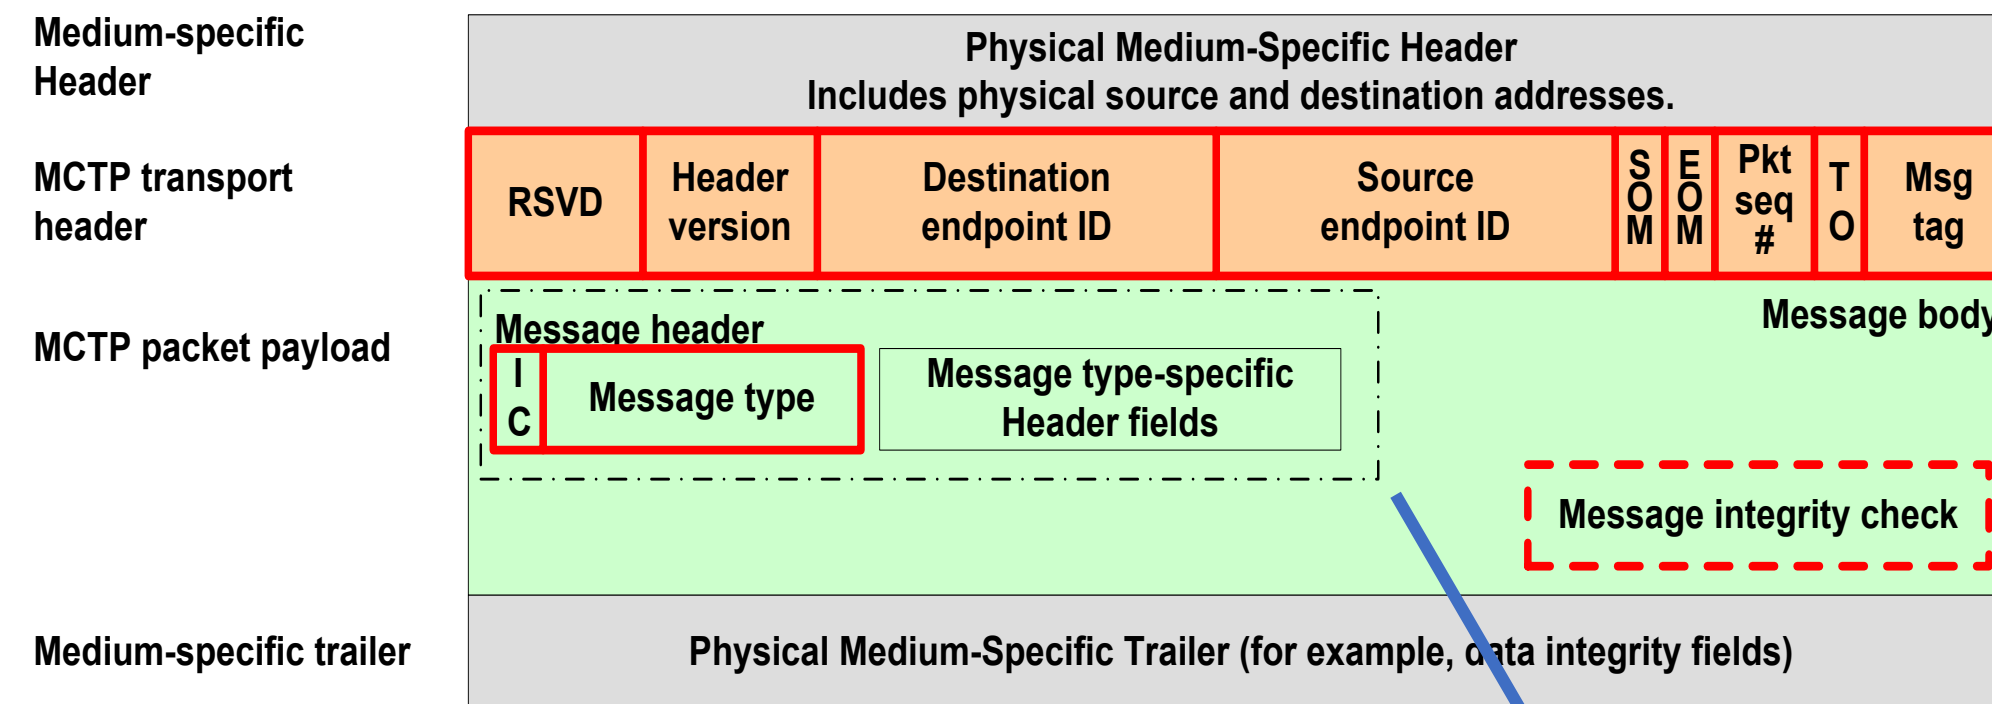 Medium-specific
Header
Physical Medium-Specific Header
Includes physical source and destination addresses.
MCTP transport
header
RSVD
Header
version
Destination
endpoint ID
Source
endpoint ID
S
O
M
E
O
M
Pkt
seq
#
T
O
Msg
tag
MCTP packet payload
Message header
Message body
I
C
Message type
Message type-specific
Header fields
Message integrity check
Medium-specific trailer
Physical Medium-Specific Trailer (for example, data integrity fields)